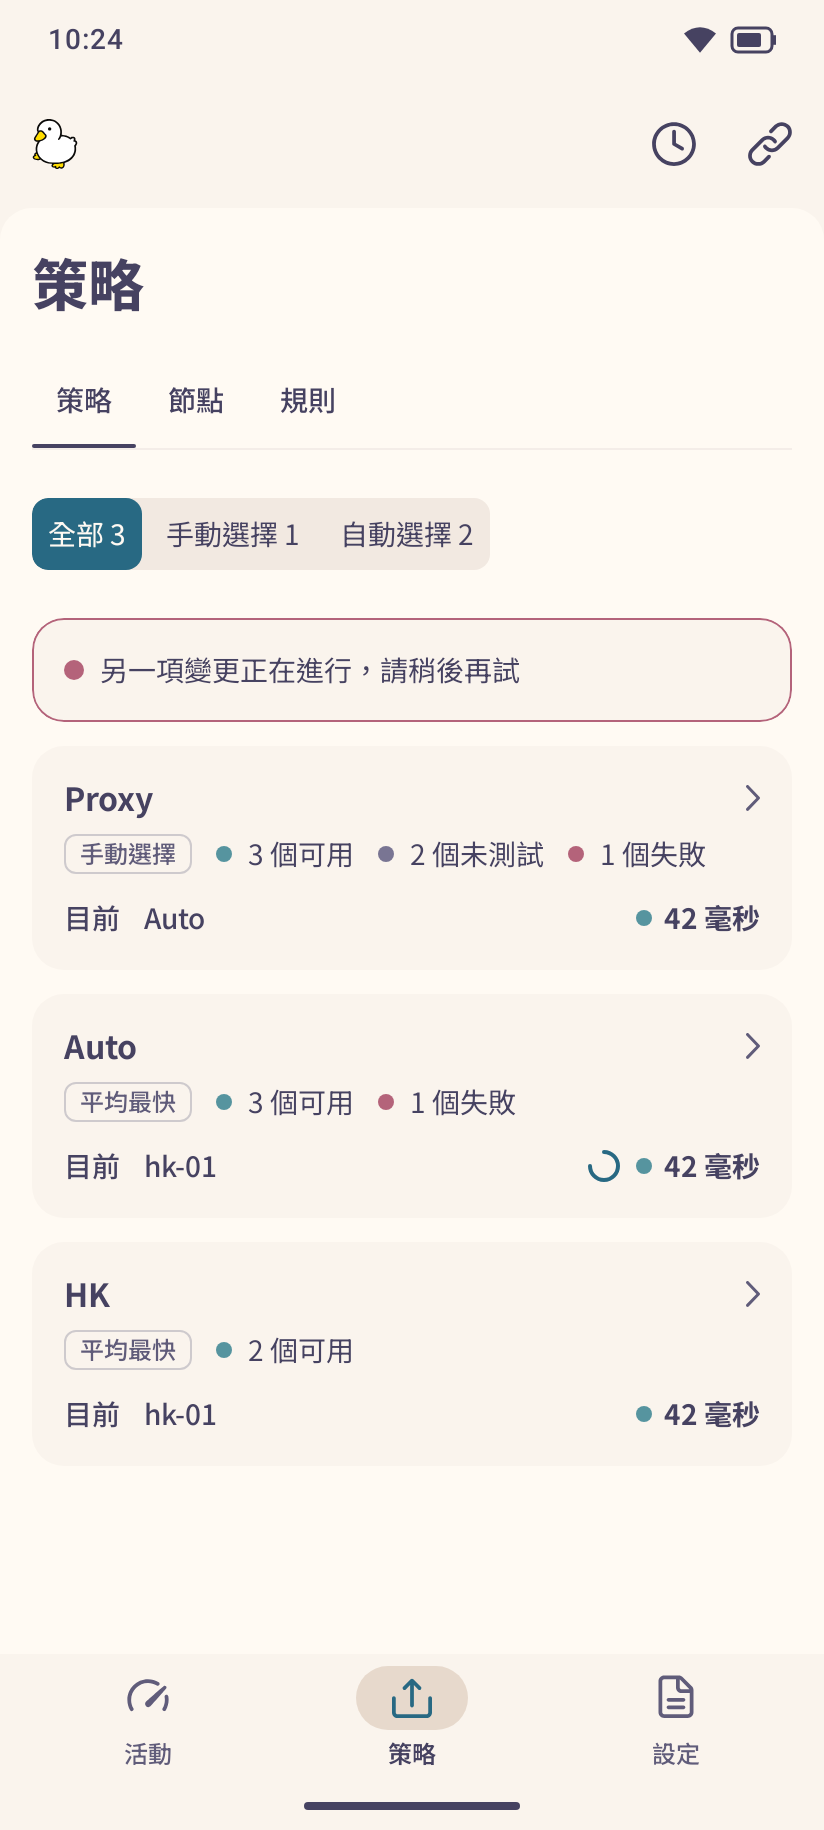 10:24
策略
策略 節點 規則
全部 3 手動選擇 1 自動選擇 2
另一項變更正在進行，請稍後再試
Proxy
手動選擇 3 個可用 2 個未測試 1 個失敗
目前 Auto 42 毫秒
Auto
平均最快 3 個可用 1 個失敗
目前 hk-01 42 毫秒
HK
平均最快 2 個可用
目前 hk-01 42 毫秒
活動 策略 設定